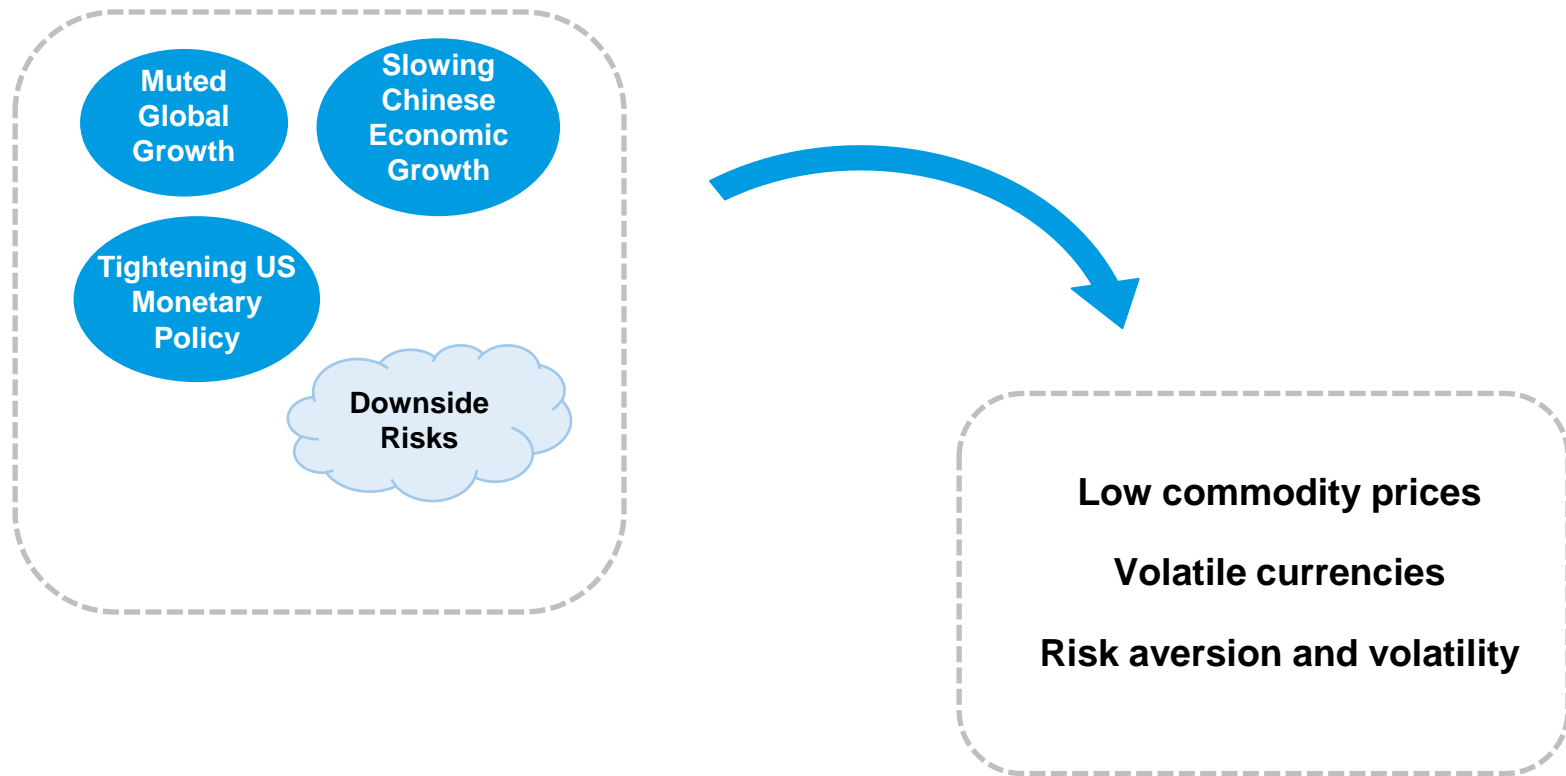 Muted
Global
Growth
Slowing
Chinese
Economic
Growth
Tightening US
Monetary
Policy
Downside
Risks
Low commodity prices
Volatile currencies
Risk aversion and volatility